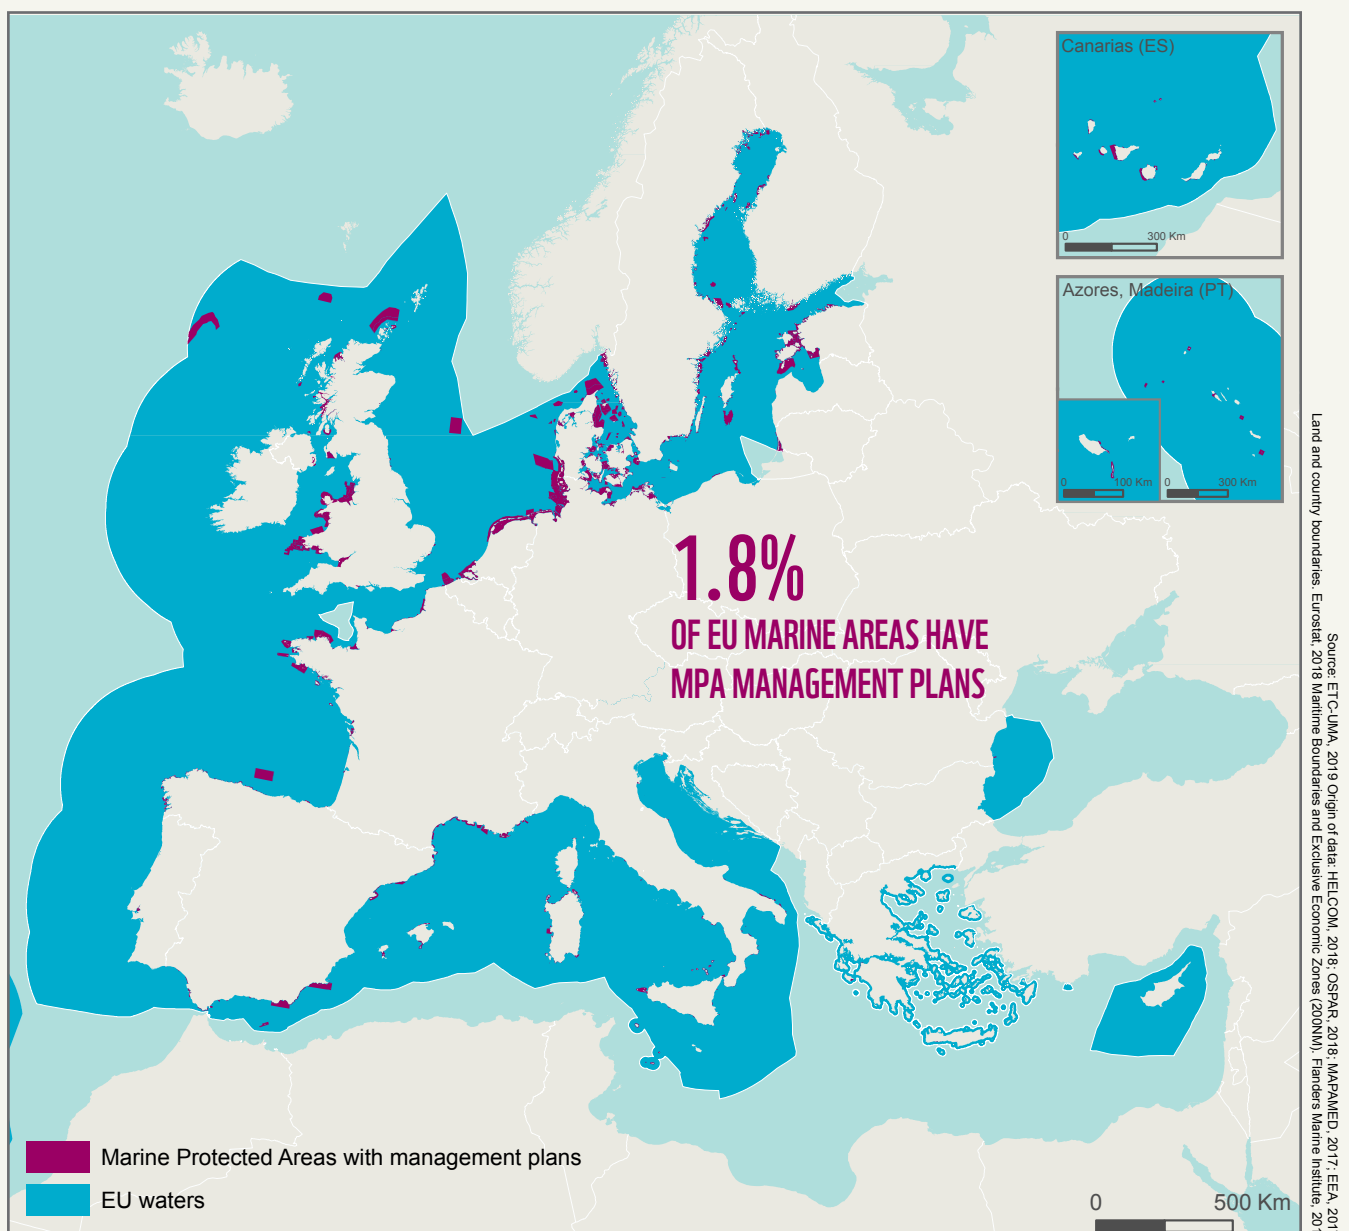 Canarias (ES)
0 300 Km
Azores, Madeira (PT)
0 100 Km
0 300 Km
1.8%
OF EU MARINE AREAS HAVE
MPA MANAGEMENT PLANS
Marine Protected Areas with management plans
EU waters
0 500 Km
Source: ETC-UMA, 2019 Origin of data: HELCOM, 2018; OSPAR, 2018; MAPAMED, 2017; EEA,
Land and country boundaries. Eurostat, 2018 Maritime Boundaries and Exclusive Economic Zones (200NM). Flanders Marine Institute,